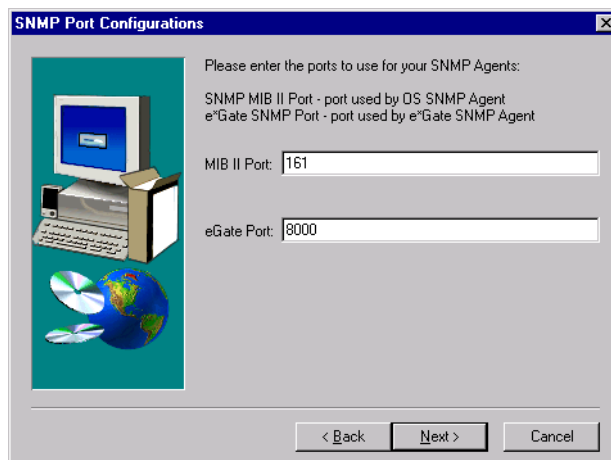 SNMP Port Configurations
Please enter the ports to use for your SNMP Agents:
SNMP MIB II Port - port used by OS SNMP Agent
e*Gate SNMP Port - port used by e*Gate SNMP Agent
MIB II Port: 161
eGate Port: 8000
< Back Next > Cancel